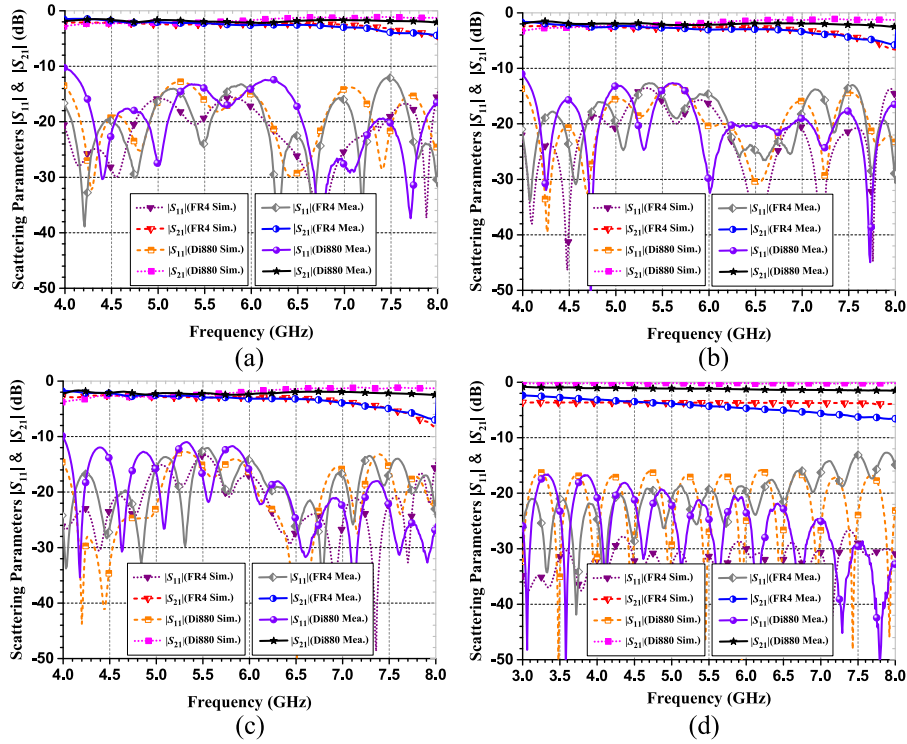 0
-10
-20
-30
-40
-50
Scattering Parameters |S11| & |S21| (dB)
|S11|(FR4 Sim.)
|S21|(FR4 Sim.)
|S11|(Di880 Sim.)
|S21|(Di880 Sim.)
|S11|(FR4 Mea.)
|S21|(FR4 Mea.)
|S11|(Di880 Mea.)
|S21|(Di880 Mea.)
4.0 4.5 5.0 5.5 6.0 6.5 7.0 7.5 8.0
Frequency (GHz)
(a)
0
-10
-20
-30
-40
-50
Scattering Parameters |S11| & |S21| (dB)
|S11|(FR4 Sim.)
|S21|(FR4 Sim.)
|S11|(Di880 Sim.)
|S21|(Di880 Sim.)
|S11|(FR4 Mea.)
|S21|(FR4 Mea.)
|S11|(Di880 Mea.)
|S21|(Di880 Mea.)
4.0 4.5 5.0 5.5 6.0 6.5 7.0 7.5 8.0
Frequency (GHz)
(b)
0
-10
-20
-30
-40
-50
Scattering Parameters |S11| & |S21| (dB)
|S11|(FR4 Sim.)
|S21|(FR4 Sim.)
|S11|(Di880 Sim.)
|S21|(Di880 Sim.)
|S11|(FR4 Mea.)
|S21|(FR4 Mea.)
|S11|(Di880 Mea.)
|S21|(Di880 Mea.)
4.0 4.5 5.0 5.5 6.0 6.5 7.0 7.5 8.0
Frequency (GHz)
(c)
0
-10
-20
-30
-40
-50
Scattering Parameters |S11| & |S21| (dB)
|S11|(FR4 Sim.)
|S21|(FR4 Sim.)
|S11|(Di880 Sim.)
|S21|(Di880 Sim.)
|S11|(FR4 Mea.)
|S21|(FR4 Mea.)
|S11|(Di880 Mea.)
|S21|(Di880 Mea.)
3.0 3.5 4.0 4.5 5.0 5.5 6.0 6.5 7.0 7.5 8.0
Frequency (GHz)
(d)